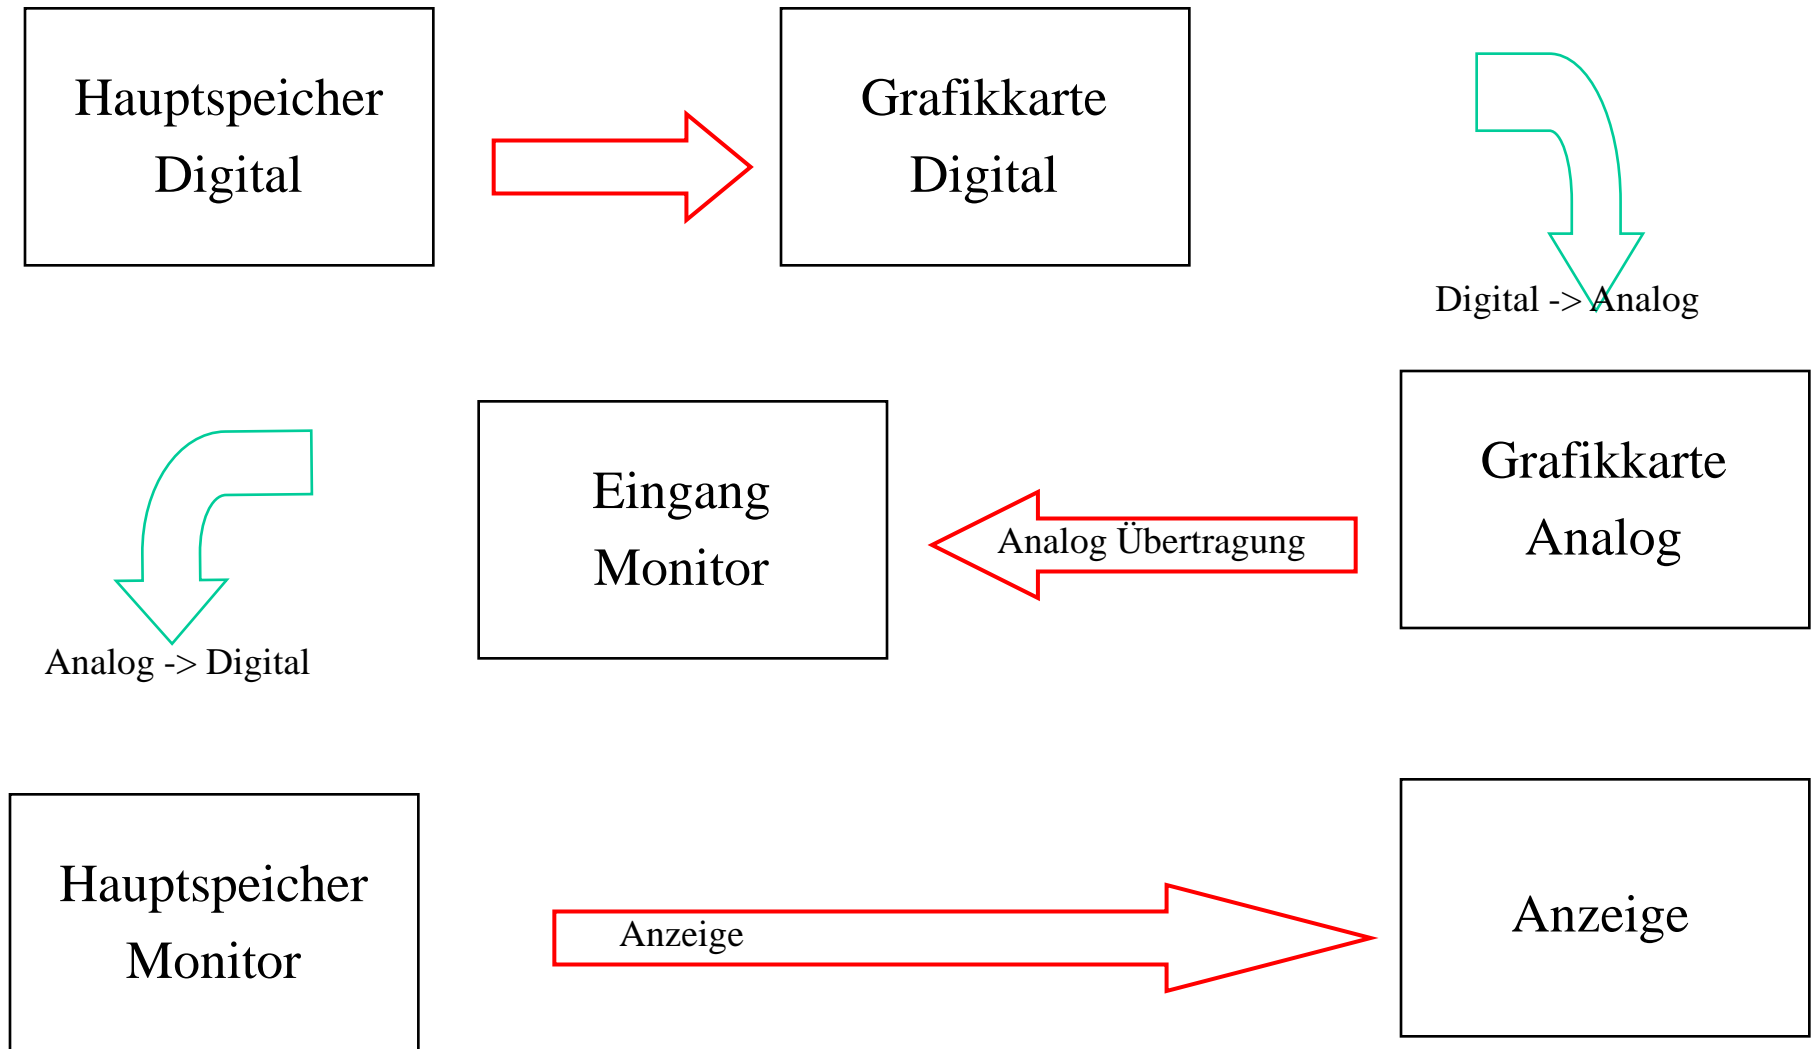 Hauptspeicher
Digital
Grafikkarte
Digital
Digital -> Analog
Grafikkarte
Analog
Analog Übertragung
Eingang
Monitor
Analog -> Digital
Hauptspeicher
Monitor
Anzeige
Anzeige